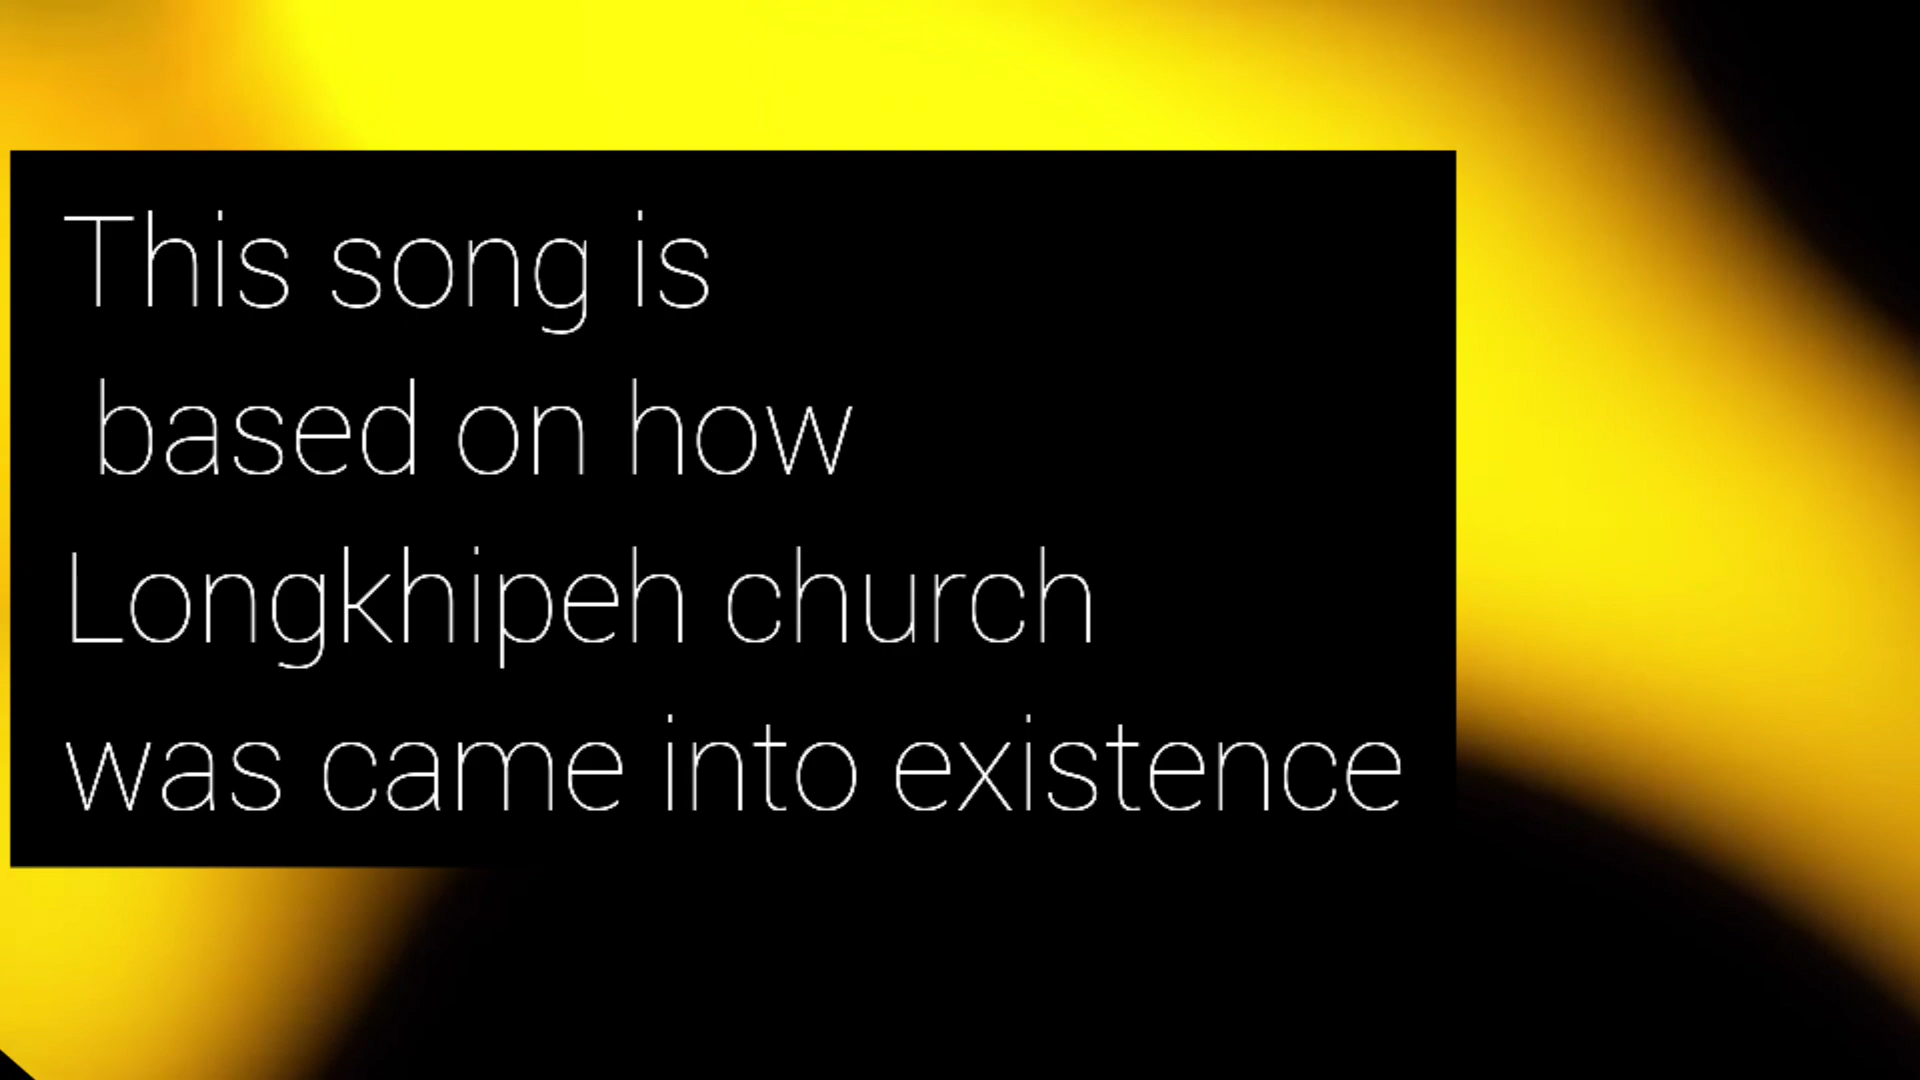 This song is
based on how
Longkhipeh church
was came into existence